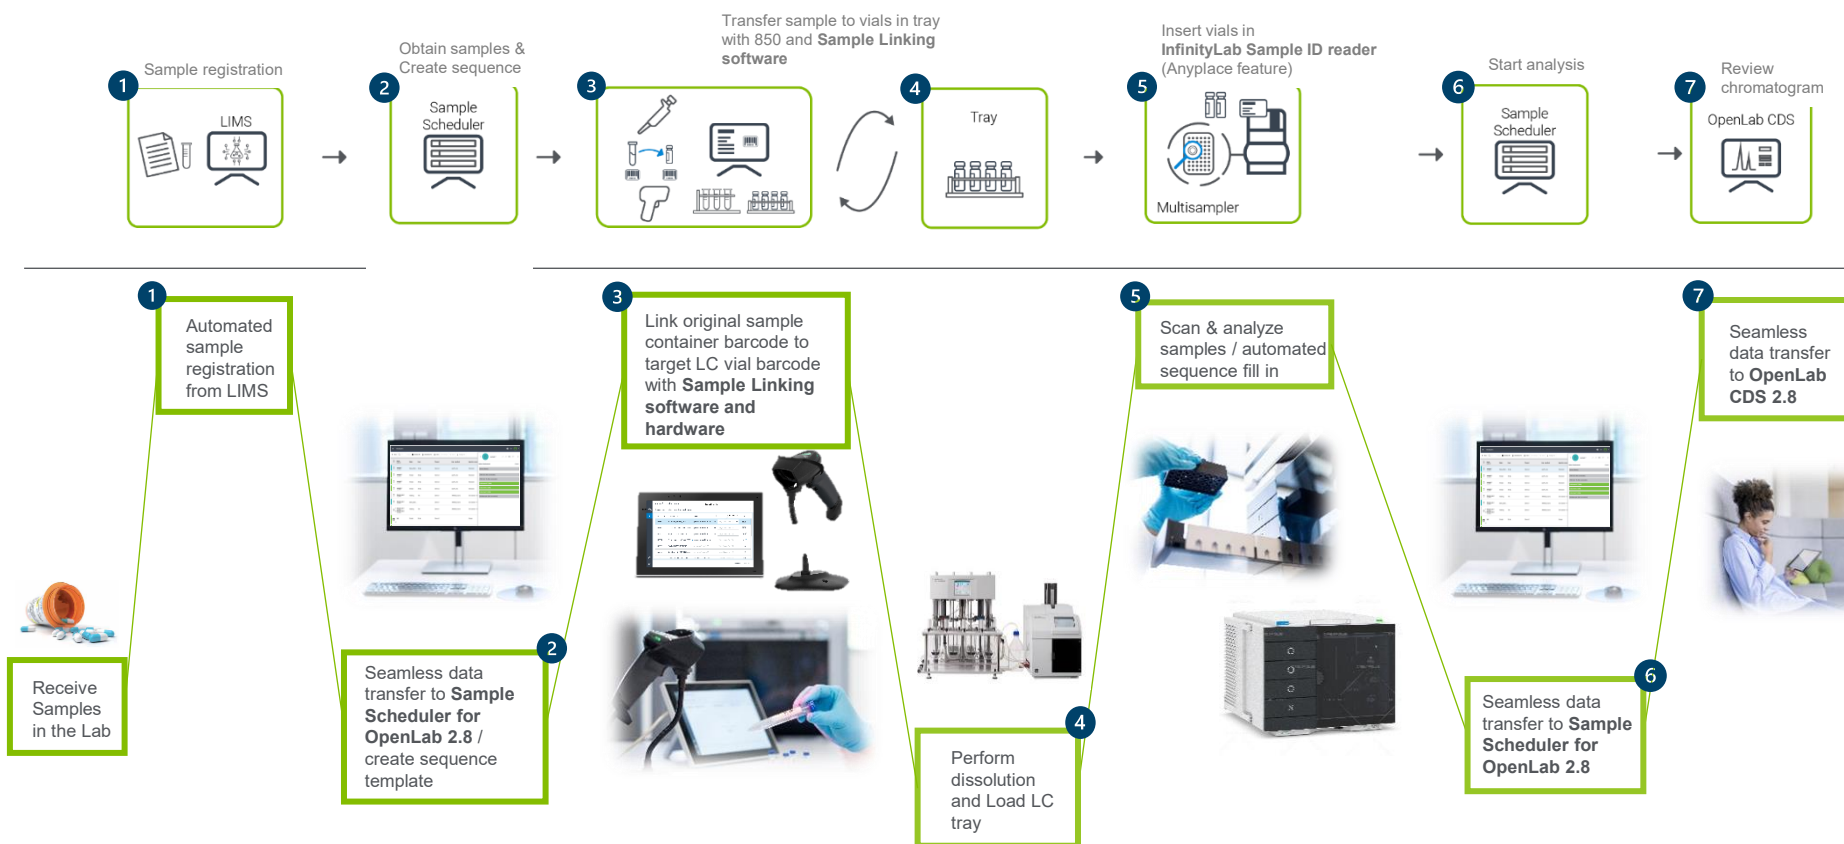 Transfer sample to vials in tray
with 850 and Sample Linking
software
Obtain samples &
Create sequence
Insert vials in
InfinityLab Sample ID reader
(Anyplace feature)
Sample registration
Start analysis
Review
chromatogram
1
2
3
4
5
6
7
LIMS
Sample
Scheduler
Tray
Multisampler
Sample
Scheduler
OpenLab CDS
1
Automated
sample
registration
from LIMS
3
Link original sample
container barcode to
target LC vial barcode
with Sample Linking
software and
hardware
5
Scan & analyze
samples / automated
sequence fill in
7
Seamless
data transfer
to OpenLab
CDS 2.8
Receive
Samples
in the Lab
2
Seamless data
transfer to Sample
Scheduler for
OpenLab 2.8 /
create sequence
template
4
Perform
dissolution
and Load LC
tray
6
Seamless data
transfer to Sample
Scheduler for
OpenLab 2.8